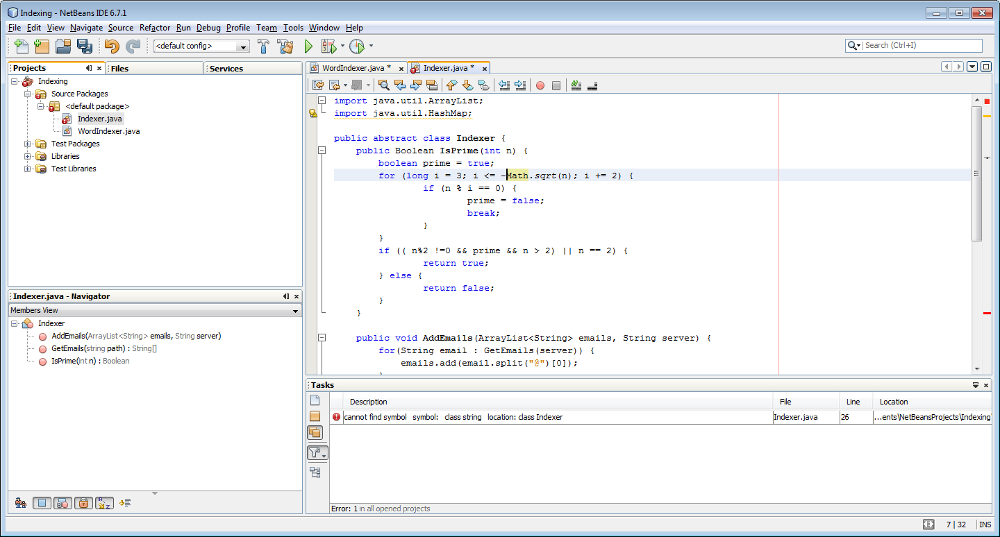 Indexing - NetBeans IDE 6.7.1
File Edit View Navigate Source Refactor Run Debug Profile Team Tools Window Help
<default config>
Search (Ctrl+I)
Projects
Files
Services
Indexing
Source Packages
<default package>
Indexer.java
WordIndexer.java
Test Packages
Libraries
Test Libraries
Indexer.java - Navigator
Members View
Indexer
AddEmails(ArrayList<String> emails, String server)
GetEmails(string path) : String[]
IsPrime(int n) : Boolean
WordIndexer.java *
Indexer.java *
import java.util.ArrayList;
import java.util.HashMap;
public abstract class Indexer {
public Boolean IsPrime(int n) {
boolean prime = true;
for (long i = 3; i <= -Math.sqrt(n); i += 2) {
if (n % i == 0) {
prime = false;
break;
}
}
if (( n%2 !=0 && prime && n > 2) || n == 2) {
return true;
} else {
return false;
}
}
public void AddEmails(ArrayList<String> emails, String server) {
for(String email : GetEmails(server)) {
emails.add(email.split("@")[0]);
Tasks
Description File Line Location
cannot find symbol symbol: class string location: class Indexer Indexer.java 26 ...ents\NetBeansProjects\Indexing
Error: 1 in all opened projects
7 | 32 INS